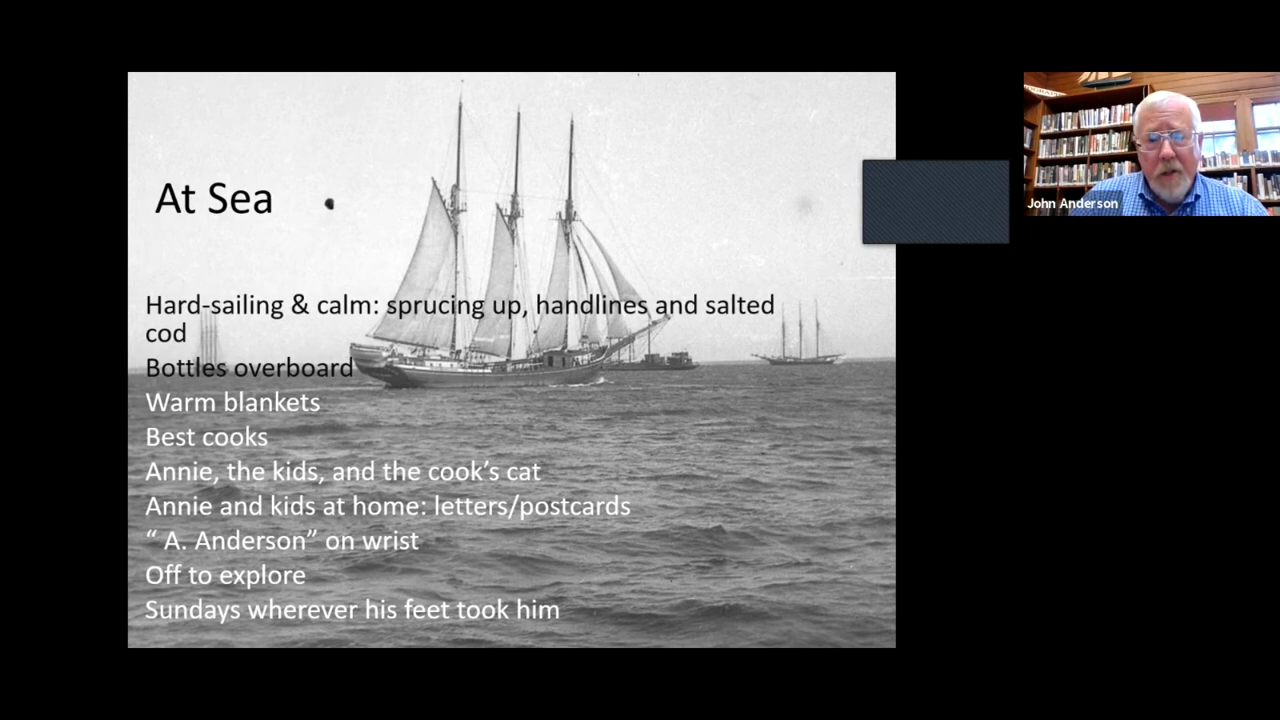 At Sea
Hard-sailing & calm: sprucing up, handlines and salted
cod
Bottles overboard
Warm blankets
Best cooks
Annie, the kids, and the cook’s cat
Annie and kids at home: letters/postcards
“ A. Anderson” on wrist
Off to explore
Sundays wherever his feet took him
John Anderson